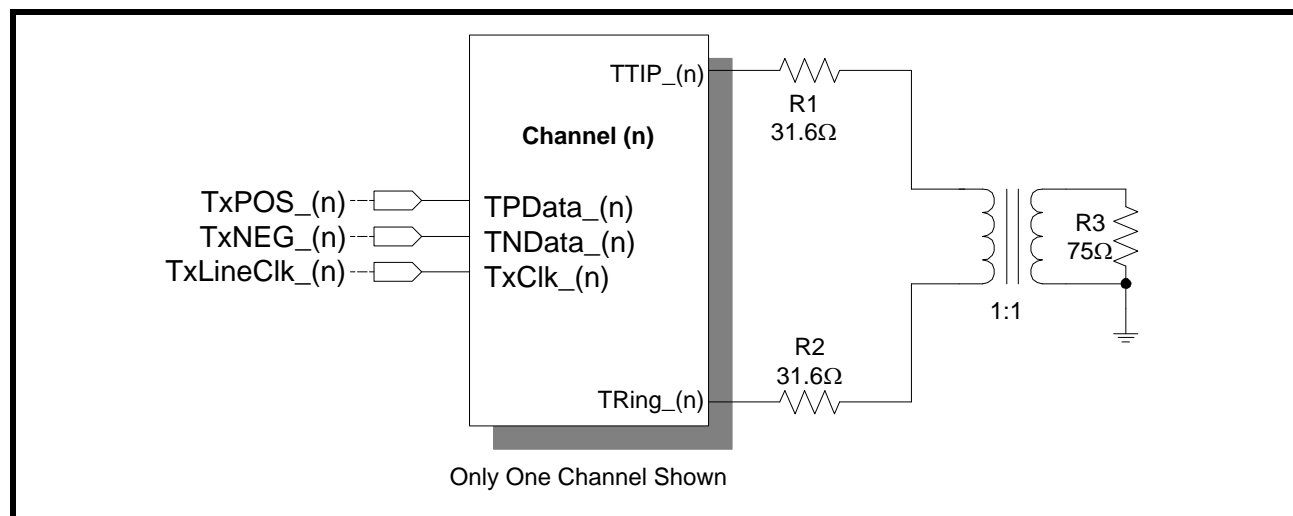 TTIP_(n)
R1
31.6Ω
Channel (n)
TxPOS_(n)
TPData_(n)
TxNEG_(n)
TNData_(n)
TxLineClk_(n)
TxClk_(n)
R3
75Ω
1:1
R2
31.6Ω
TRing_(n)
Only One Channel Shown